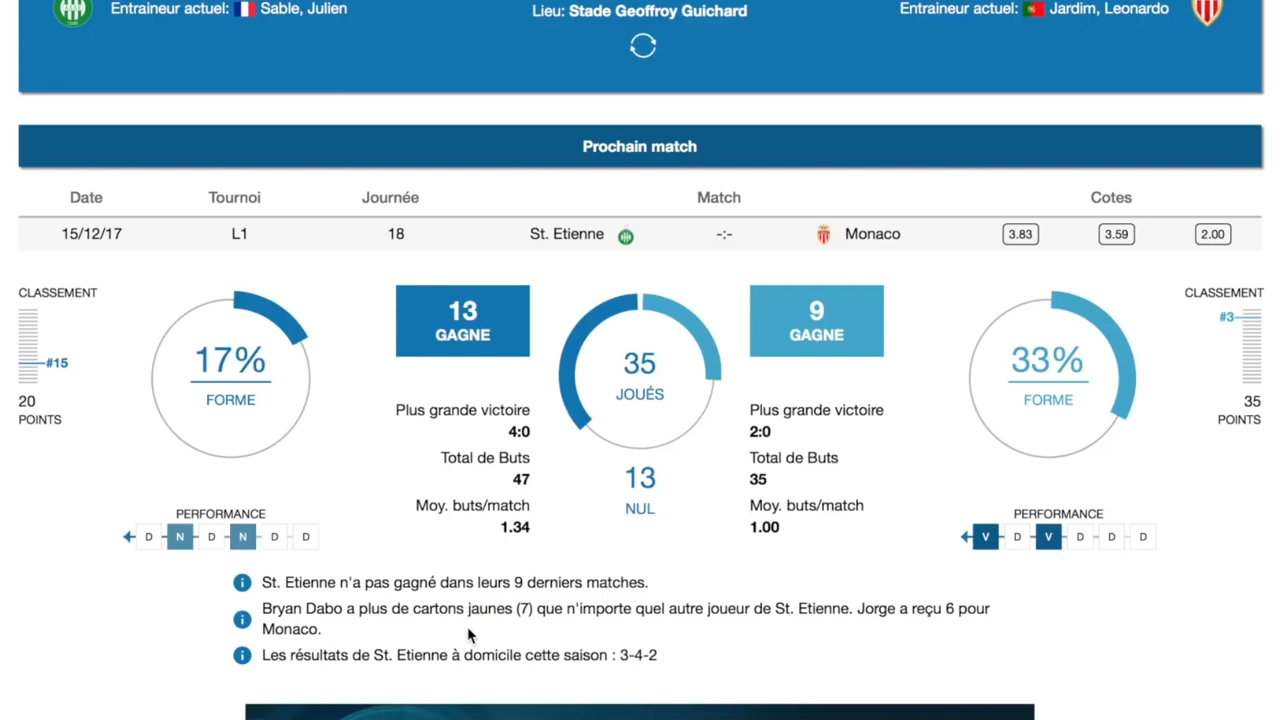 Entraineur actuel: Sable, Julien
Lieu: Stade Geoffroy Guichard
Entraineur actuel: Jardim, Leonardo
Prochain match
Date Tournoi Journée Match Cotes
15/12/17 L1 18 St. Etienne -:- Monaco 3.83 3.59 2.00
CLASSEMENT
#15
20
POINTS
17%
FORME
PERFORMANCE
D N D N D D
13
GAGNE
Plus grande victoire
4:0
Total de Buts
47
Moy. buts/match
1.34
35
JOUÉS
13
NUL
9
GAGNE
Plus grande victoire
2:0
Total de Buts
35
Moy. buts/match
1.00
33%
FORME
PERFORMANCE
V D V D D D
CLASSEMENT
#3
35
POINTS
St. Etienne n'a pas gagné dans leurs 9 derniers matches.
Bryan Dabo a plus de cartons jaunes (7) que n'importe quel autre joueur de St. Etienne. Jorge a reçu 6 pour
Monaco.
Les résultats de St. Etienne à domicile cette saison : 3-4-2